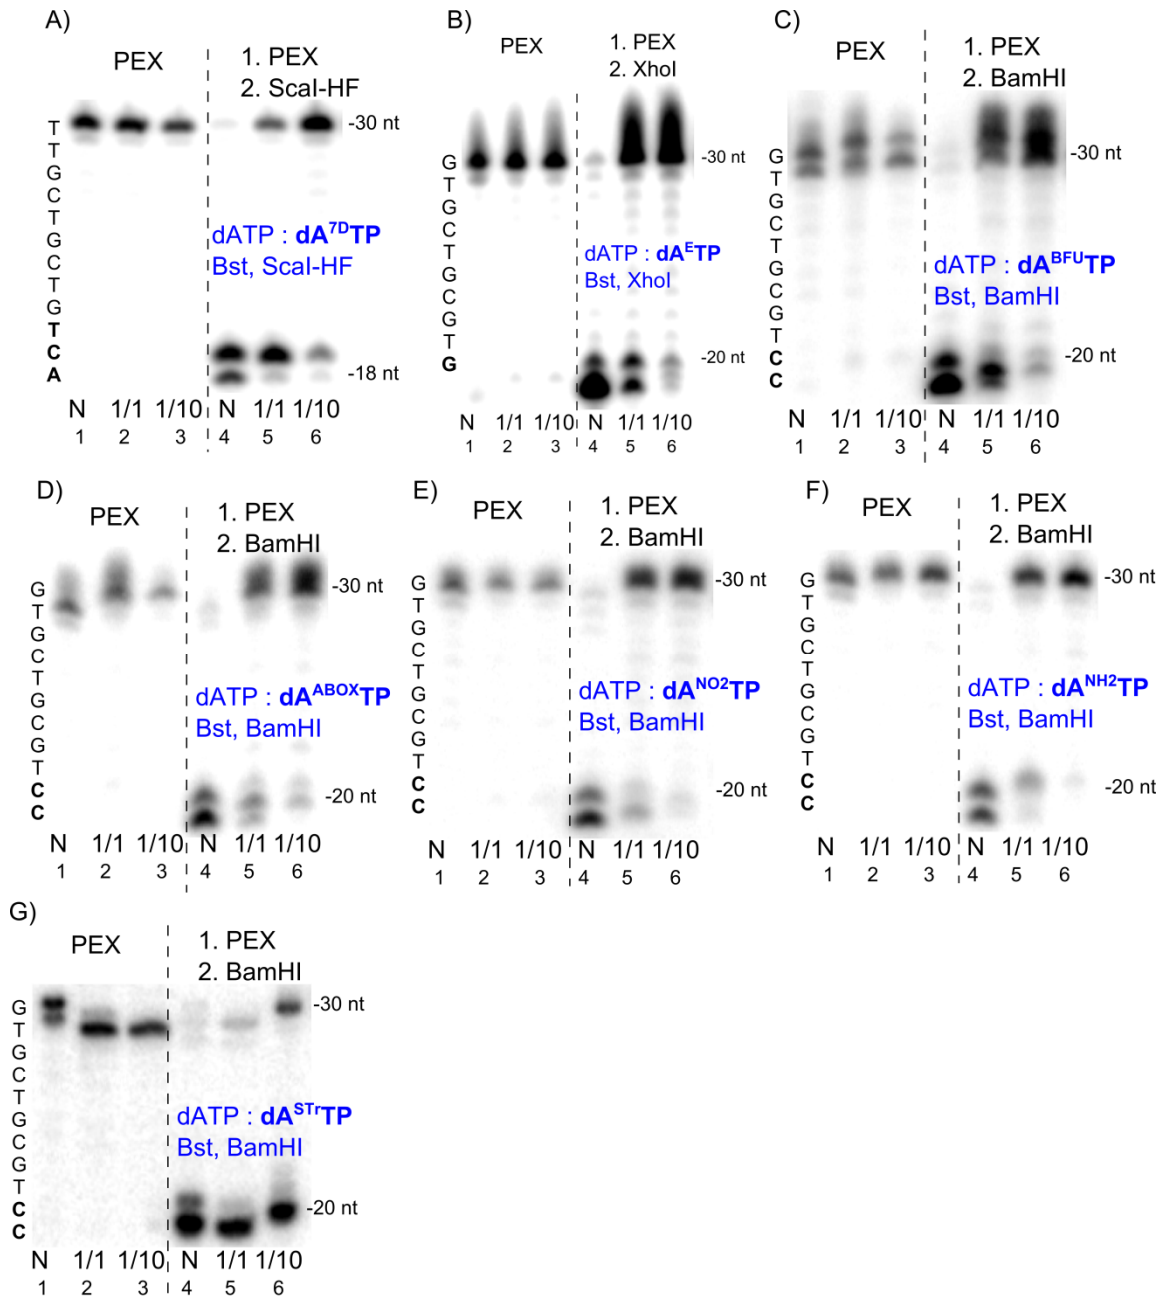 A)
PEX
1. PEX
2. ScaI-HF
T
T
G
C
T
G
C
T
G
T
C
A
-30 nt
dATP : dA7DTP
Bst, ScaI-HF
-18 nt
N 1/1 1/10 N 1/1 1/10
1 2 3 4 5 6
B)
PEX
1. PEX
2. XhoI
G
T
G
C
T
G
C
G
T
G
-30 nt
dATP : dAETP
Bst, XhoI
-20 nt
N 1/1 1/10 N 1/1 1/10
1 2 3 4 5 6
C)
PEX
1. PEX
2. BamHI
G
T
G
C
T
G
C
G
T
C
C
-30 nt
dATP : dABFUTP
Bst, BamHI
-20 nt
N 1/1 1/10 N 1/1 1/10
1 2 3 4 5 6
D)
PEX
1. PEX
2. BamHI
G
T
G
C
T
G
C
G
T
C
C
-30 nt
dATP : dAABOXTP
Bst, BamHI
-20 nt
N 1/1 1/10 N 1/1 1/10
1 2 3 4 5 6
E)
PEX
1. PEX
2. BamHI
G
T
G
C
T
G
C
G
T
C
C
-30 nt
dATP : dANO2TP
Bst, BamHI
-20 nt
N 1/1 1/10 N 1/1 1/10
1 2 3 4 5 6
F)
PEX
1. PEX
2. BamHI
G
T
G
C
T
G
C
G
T
C
C
-30 nt
dATP : dANH2TP
Bst, BamHI
-20 nt
N 1/1 1/10 N 1/1 1/10
1 2 3 4 5 6
G)
PEX
1. PEX
2. BamHI
G
T
G
C
T
G
C
G
T
C
C
-30 nt
dATP : dASTrTP
Bst, BamHI
-20 nt
N 1/1 1/10 N 1/1 1/10
1 2 3 4 5 6